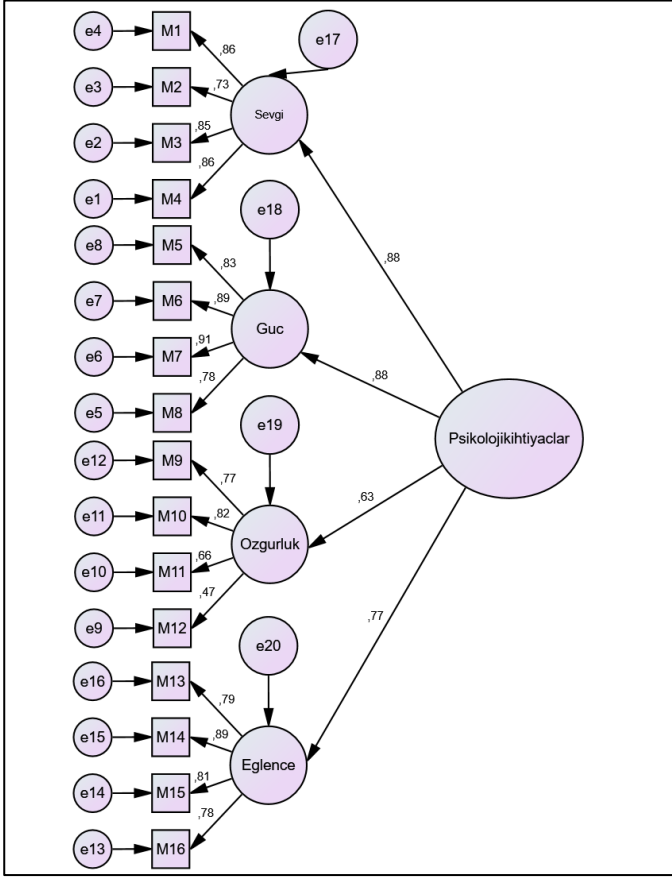 e4
M1
,86
e17
e3
M2
,73
Sevgi
e2
M3
,85
e1
M4
,86
e18
e8
M5
,83
e7
M6
,89
Guc
e6
M7
,91
e5
M8
,78
,88
,88
Psikolojikihtiyaclar
,63
,77
e19
e12
M9
,77
e11
M10
,82
Ozgurluk
e10
M11
,66
e9
M12
,47
e20
e16
M13
,79
e15
M14
,89
Eglence
e14
M15
,81
e13
M16
,78